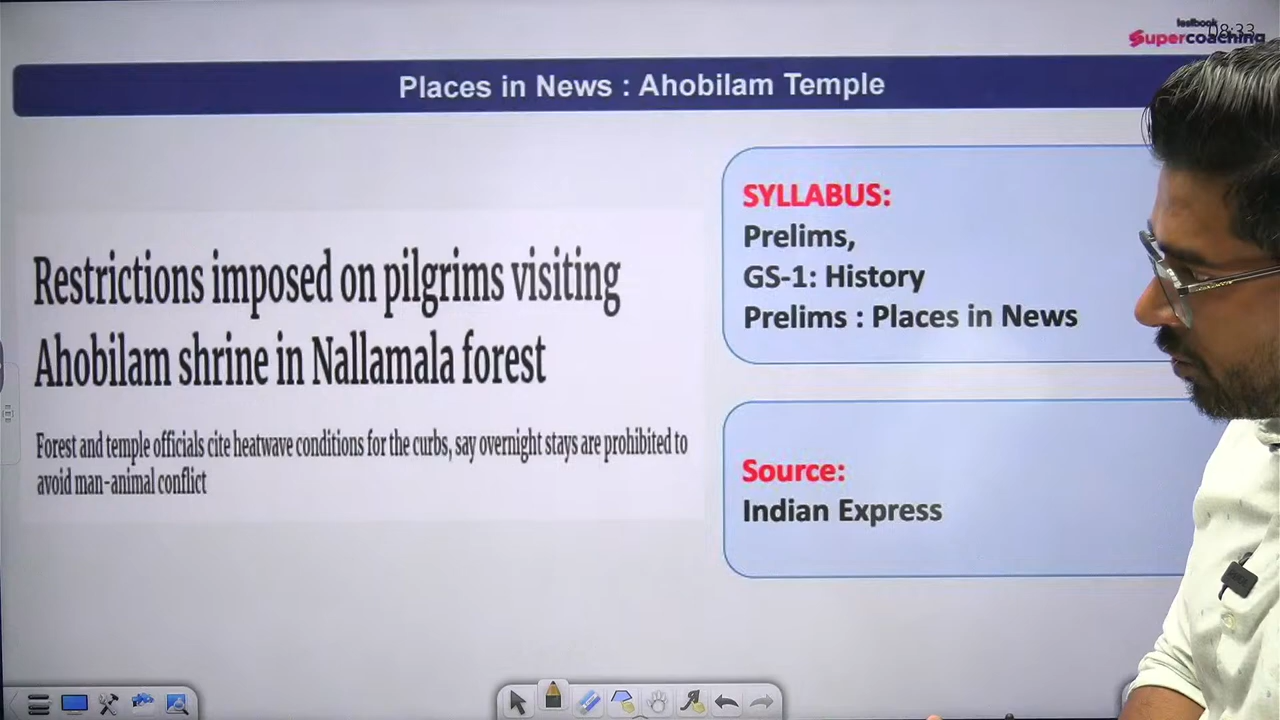 testbook
Supercoaching
08:33
Places in News : Ahobilam Temple
Restrictions imposed on pilgrims visiting
Ahobilam shrine in Nallamala forest
Forest and temple officials cite heatwave conditions for the curbs, say overnight stays are prohibited to
avoid man-animal conflict
SYLLABUS:
Prelims,
GS-1: History
Prelims : Places in News
Source:
Indian Express